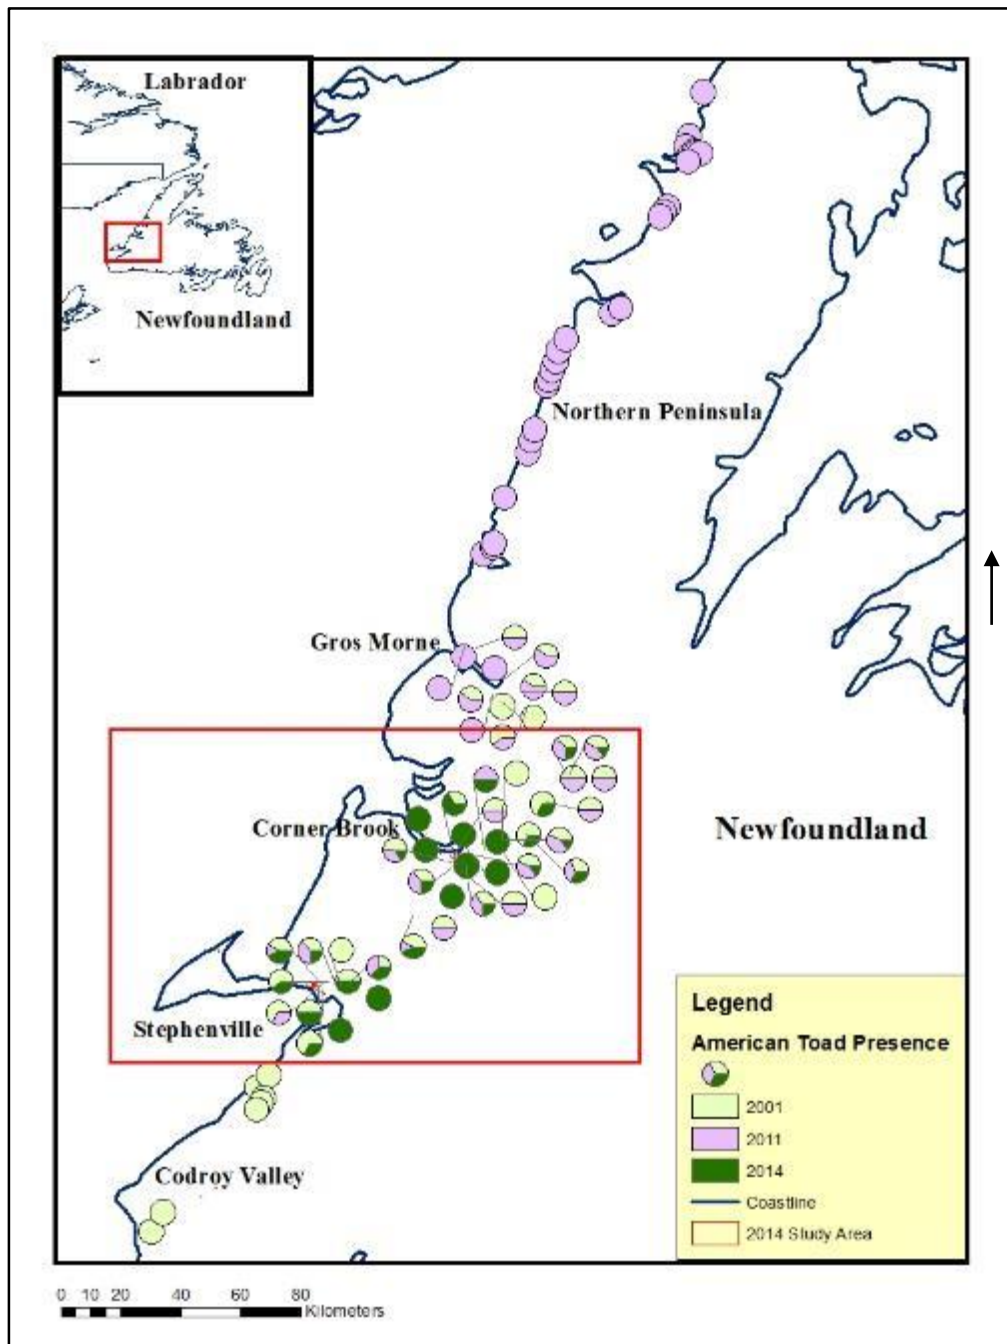 Labrador
Newfoundland
Northern Peninsula
Gros Morne
Corner Brook
Newfoundland
Stephenville
Codroy Valley
Legend
American Toad Presence
2001
2011
2014
Coastline
2014 Study Area
0 10 20 40 60 80
Kilometers